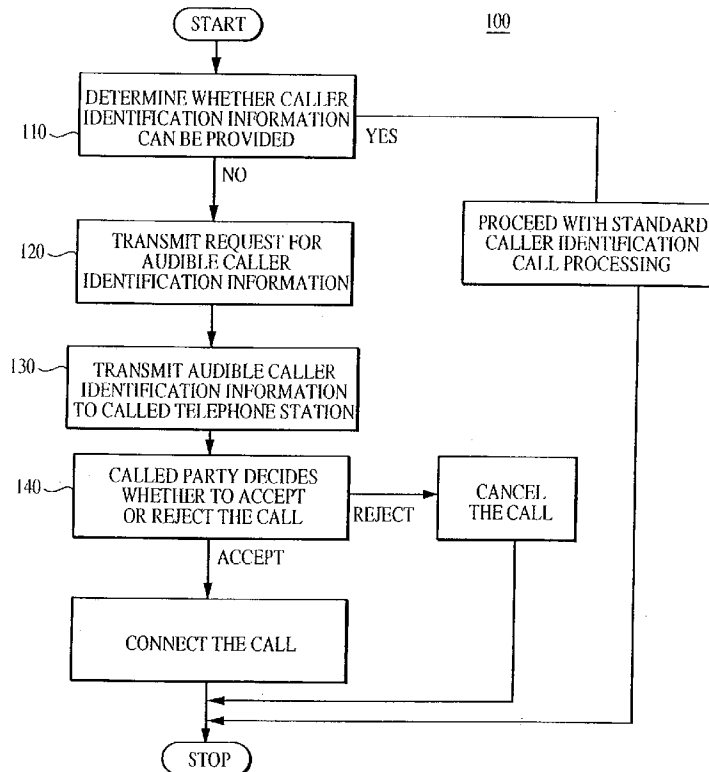 START
100
DETERMINE WHETHER CALLER
IDENTIFICATION INFORMATION
CAN BE PROVIDED
110
YES
NO
PROCEED WITH STANDARD
CALLER IDENTIFICATION
CALL PROCESSING
120
TRANSMIT REQUEST FOR
AUDIBLE CALLER
IDENTIFICATION INFORMATION
130
TRANSMIT AUDIBLE CALLER
IDENTIFICATION INFORMATION
TO CALLED TELEPHONE STATION
140
CALLED PARTY DECIDES
WHETHER TO ACCEPT
OR REJECT THE CALL
REJECT
CANCEL
THE CALL
ACCEPT
CONNECT THE CALL
STOP